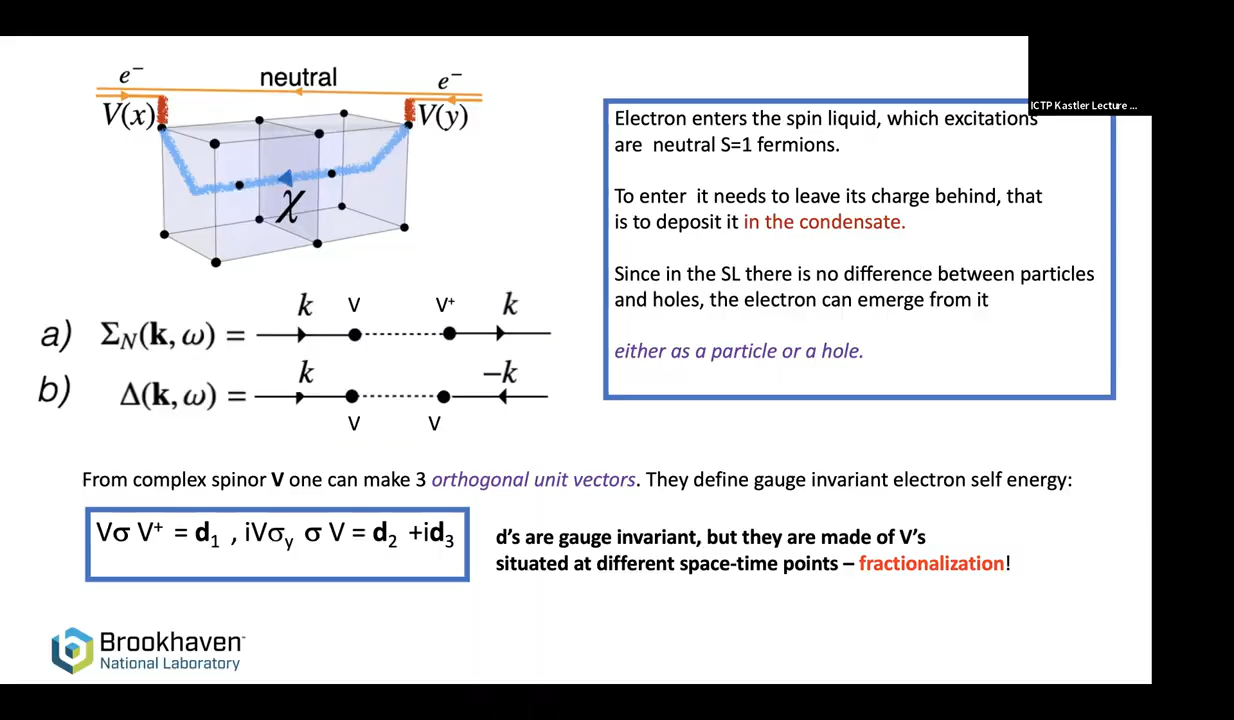 e⁻ neutral e⁻
V(x) V(y)
χ
ICTP Kastler Lecture ...
Electron enters the spin liquid, which excitations
are neutral S=1 fermions.
To enter it needs to leave its charge behind, that
is to deposit it in the condensate.
Since in the SL there is no difference between particles
and holes, the electron can emerge from it
either as a particle or a hole.
k V V⁺ k
a) Σ_N(k, ω) =
k −k
b) Δ(k, ω) =
V V
From complex spinor V one can make 3 orthogonal unit vectors. They define gauge invariant electron self energy:
Vσ V⁺ = d₁ , iVσ_y σ V = d₂ +id₃
d's are gauge invariant, but they are made of V's
situated at different space-time points – fractionalization!
Brookhaven™
National Laboratory